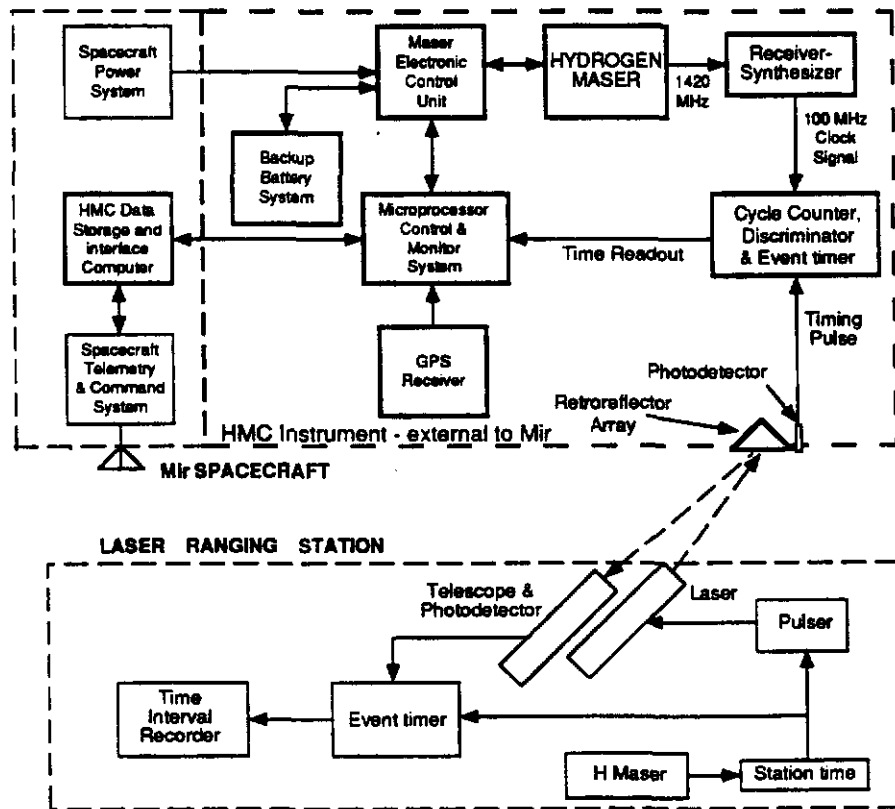 Spacecraft
Power
System
Maser
Electronic
Control
Unit
HYDROGEN
MASER
1420
MHz
Receiver-
Synthesizer
100 MHz
Clock
Signal
Backup
Battery
System
HMC Data
Storage and
interface
Computer
Microprocessor
Control &
Monitor
System
Time Readout
Cycle Counter,
Discriminator
& Event timer
Timing
Pulse
Spacecraft
Telemetry
& Command
System
GPS
Receiver
Photodetector
Retroreflector
Array
HMC Instrument - external to Mir
Mir SPACECRAFT
LASER RANGING STATION
Telescope &
Photodetector
Laser
Pulser
Time
Interval
Recorder
Event timer
H Maser
Station time